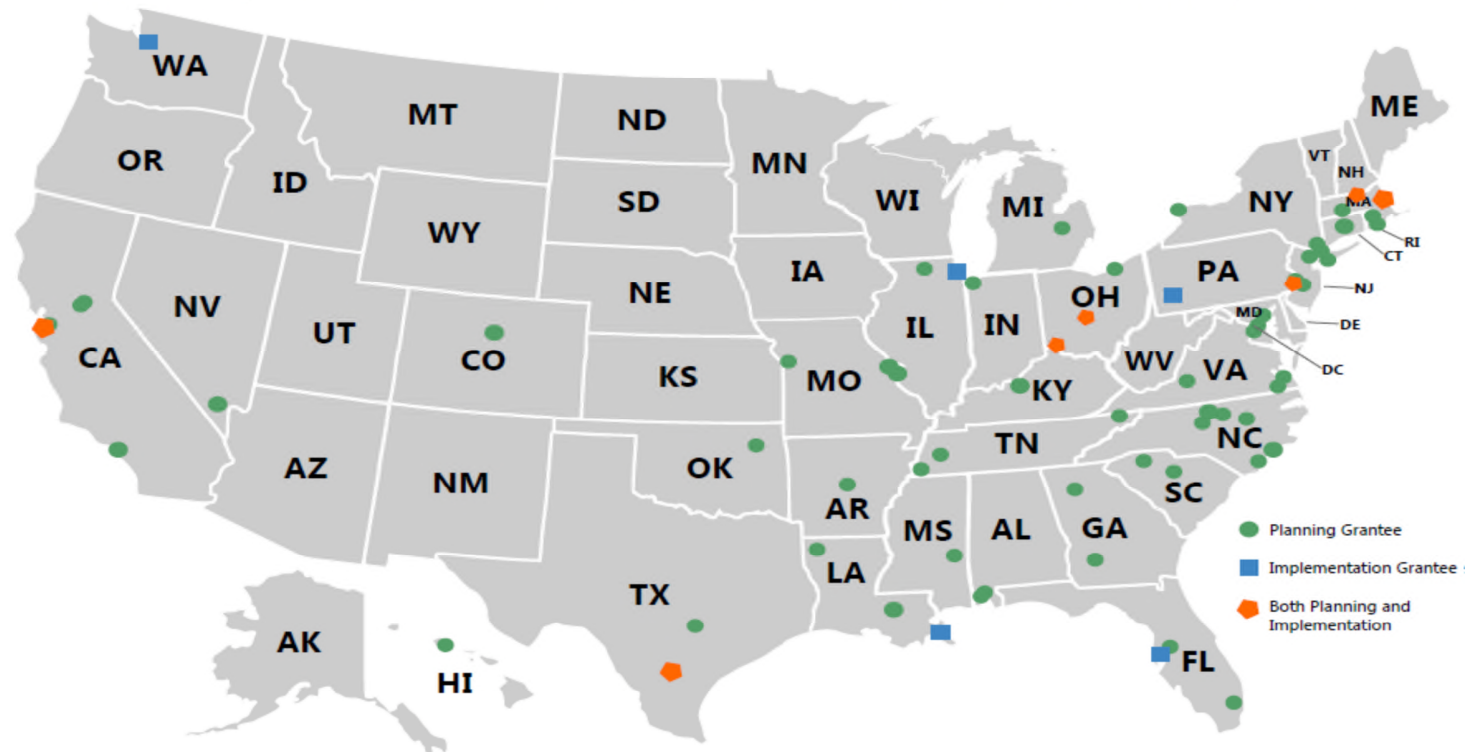 WA
MT
ND
ME
OR
ID
MN
VT
NH
WI
MI
NY
MA
SD
WY
RI
CT
IA
PA
NE
NJ
NV
OH
UT
IL
IN
MD
DE
CA
CO
WV
DC
KS
MO
VA
KY
NC
TN
AZ
NM
OK
AR
SC
MS
AL
GA
Planning Grantee
LA
Implementation Grantee
TX
Both Planning and
Implementation
AK
HI
FL